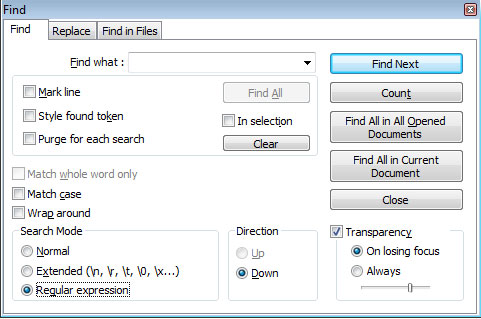 Find
Find Replace Find in Files
Find what :
Find Next
Mark line
Find All
Count
Style found token
In selection
Find All in All Opened
Documents
Purge for each search
Clear
Find All in Current
Document
Match whole word only
Match case
Close
Wrap around
Search Mode
Direction
Transparency
Normal
Up
On losing focus
Extended (\n, \r, \t, \0, \x...)
Down
Always
Regular expression